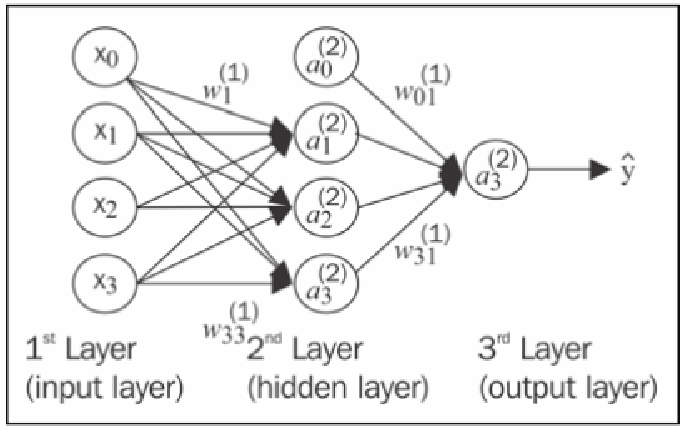 x0
x1
x2
x3
w1(1)
w33(1)
a0(2)
a1(2)
a2(2)
a3(2)
w01(1)
w31(1)
a3(2)
ŷ
1st Layer
(input layer)
2nd Layer
(hidden layer)
3rd Layer
(output layer)